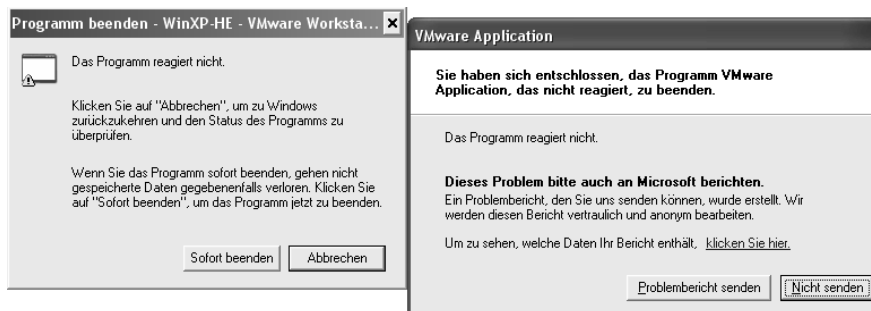 Programm beenden - WinXP-HE - VMware Worksta...
Das Programm reagiert nicht.
Klicken Sie auf "Abbrechen", um zu Windows
zurückzukehren und den Status des Programms zu
überprüfen.
Wenn Sie das Programm sofort beenden, gehen nicht
gespeicherte Daten gegebenenfalls verloren. Klicken Sie
auf "Sofort beenden", um das Programm jetzt zu beenden.
Sofort beenden
Abbrechen
VMware Application
Sie haben sich entschlossen, das Programm VMware
Application, das nicht reagiert, zu beenden.
Das Programm reagiert nicht.
Dieses Problem bitte auch an Microsoft berichten.
Ein Problembericht, den Sie uns senden können, wurde erstellt. Wir
werden diesen Bericht vertraulich und anonym bearbeiten.
Um zu sehen, welche Daten Ihr Bericht enthält, klicken Sie hier.
Problembericht senden
Nicht senden